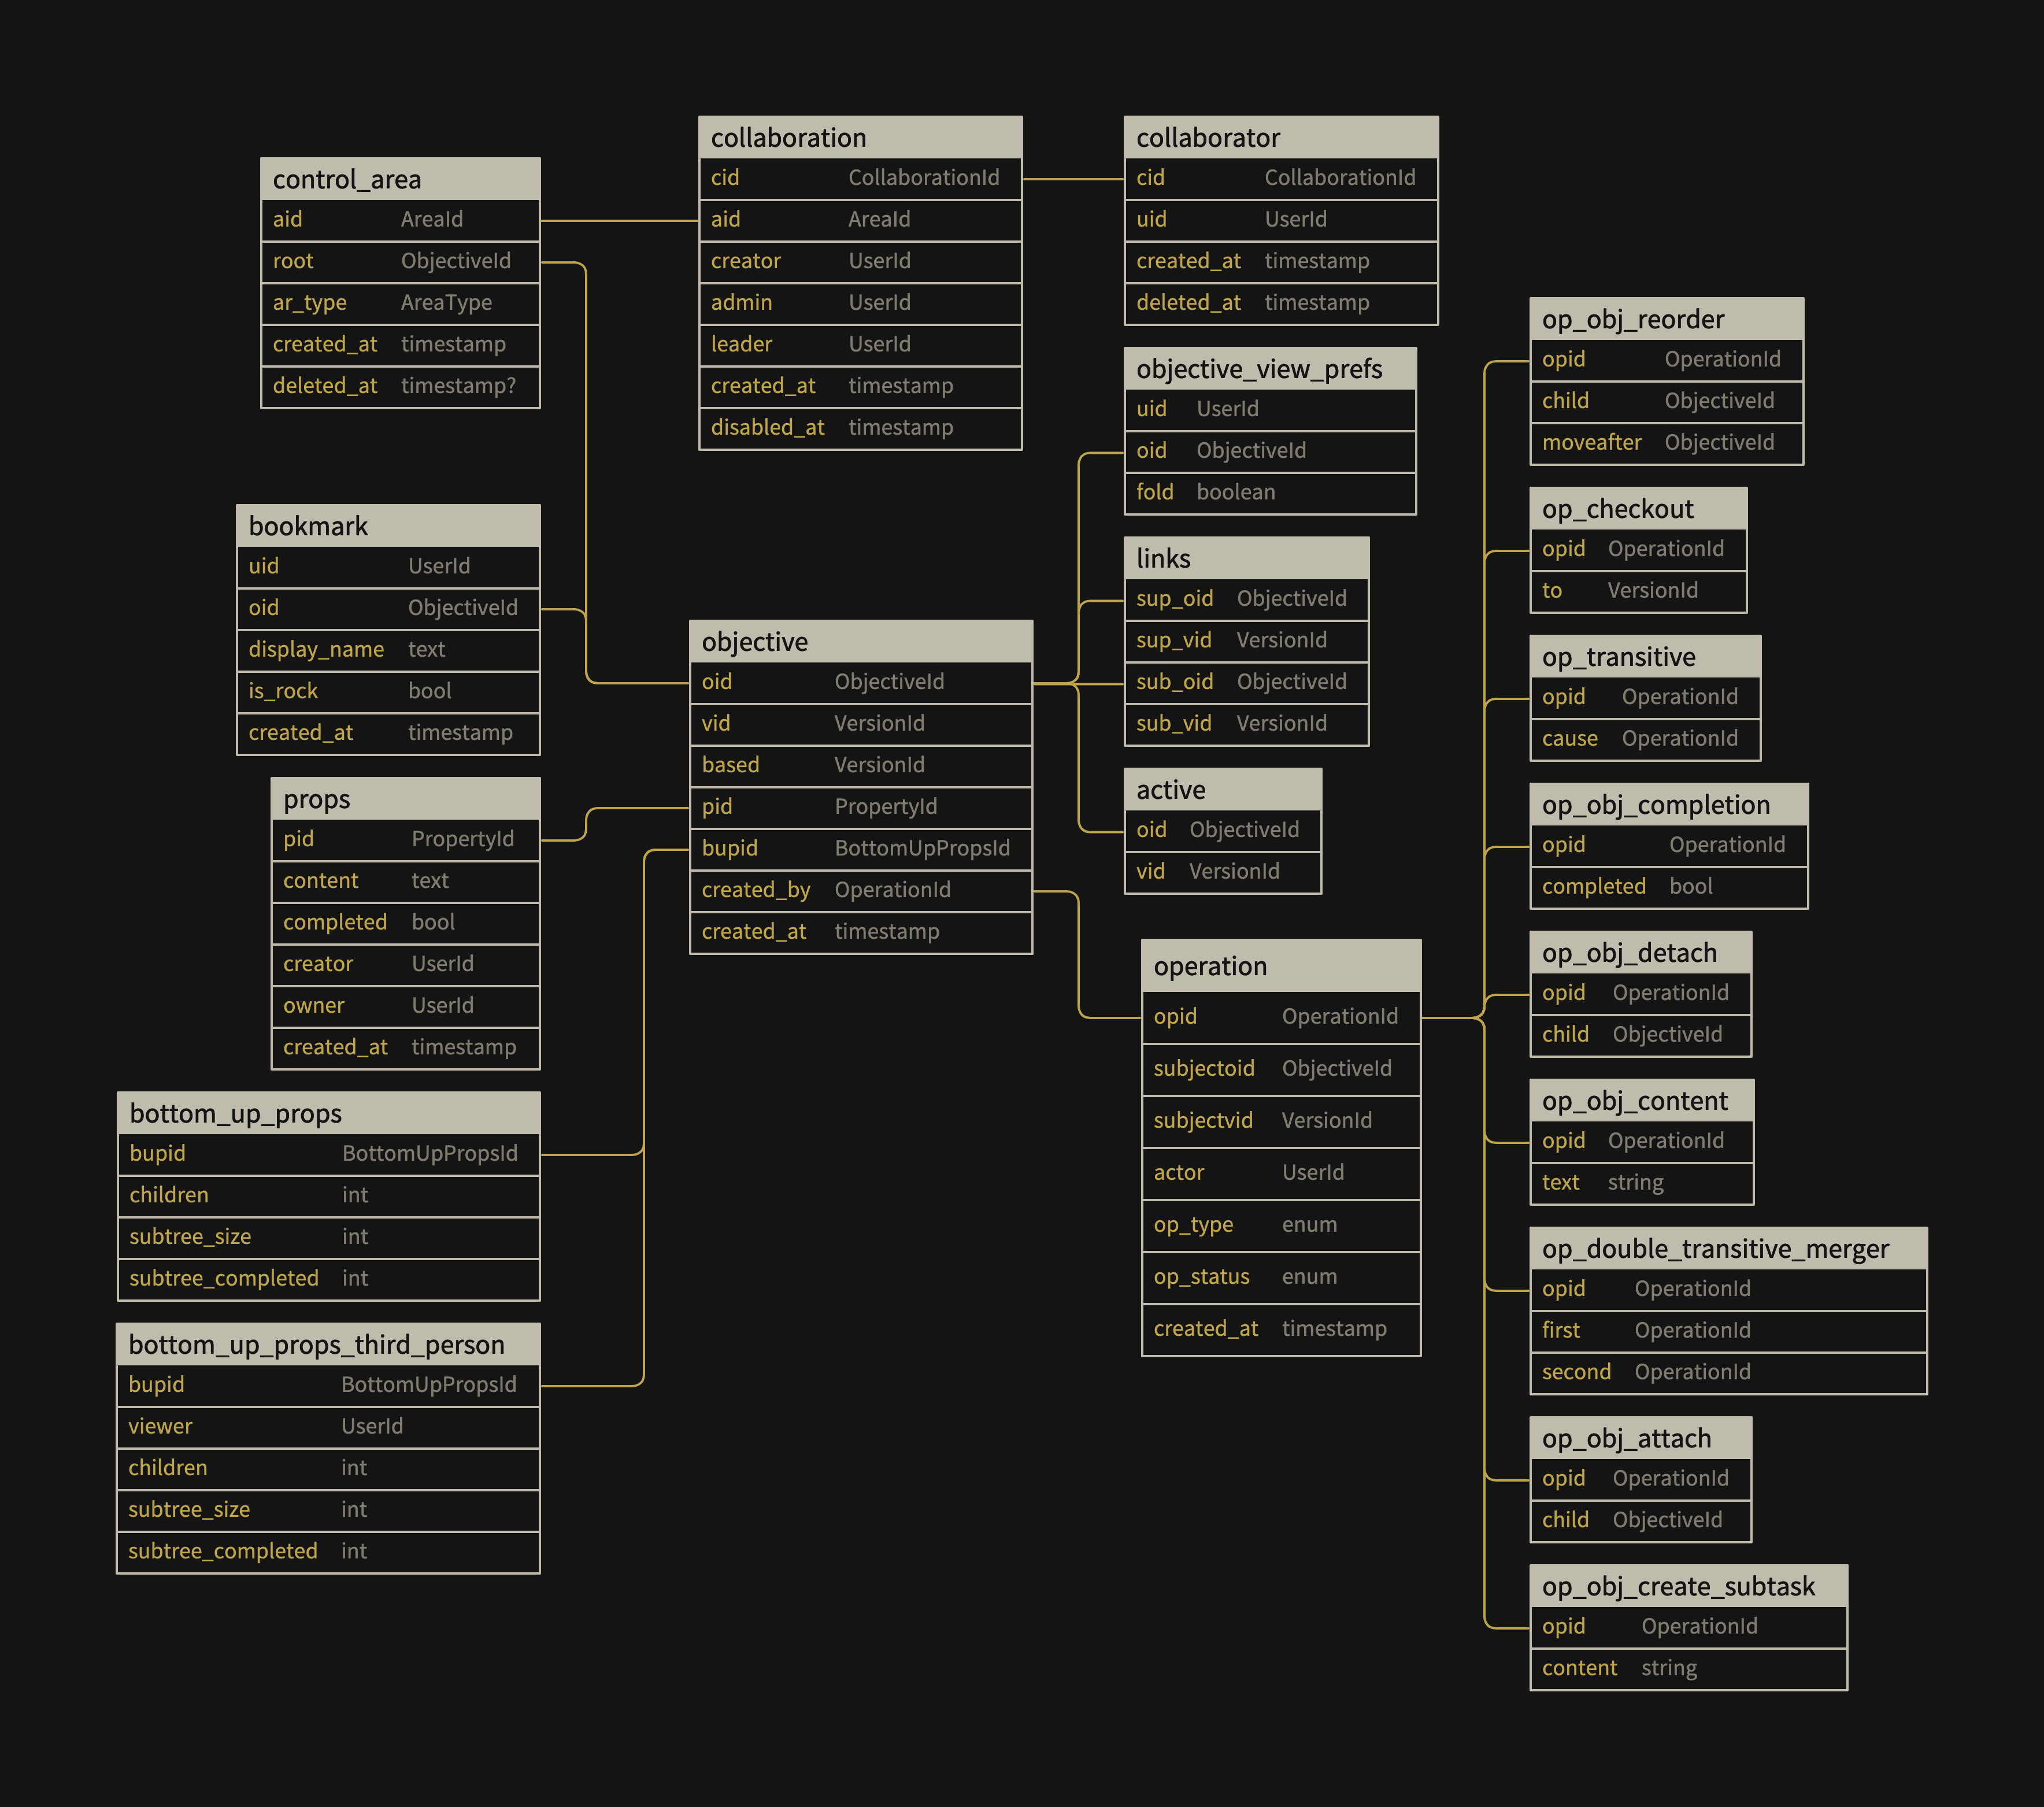 control_area
aid AreaId
root ObjectiveId
ar_type AreaType
created_at timestamp
deleted_at timestamp?
bookmark
uid UserId
oid ObjectiveId
display_name text
is_rock bool
created_at timestamp
props
pid PropertyId
content text
completed bool
creator UserId
owner UserId
created_at timestamp
bottom_up_props
bupid BottomUpPropsId
children int
subtree_size int
subtree_completed int
bottom_up_props_third_person
bupid BottomUpPropsId
viewer UserId
children int
subtree_size int
subtree_completed int
collaboration
cid CollaborationId
aid AreaId
creator UserId
admin UserId
leader UserId
created_at timestamp
disabled_at timestamp
objective
oid ObjectiveId
vid VersionId
based VersionId
pid PropertyId
bupid BottomUpPropsId
created_by OperationId
created_at timestamp
collaborator
cid CollaborationId
uid UserId
created_at timestamp
deleted_at timestamp
objective_view_prefs
uid UserId
oid ObjectiveId
fold boolean
links
sup_oid ObjectiveId
sup_vid VersionId
sub_oid ObjectiveId
sub_vid VersionId
active
oid ObjectiveId
vid VersionId
operation
opid OperationId
subjectoid ObjectiveId
subjectvid VersionId
actor UserId
op_type enum
op_status enum
created_at timestamp
op_obj_reorder
opid OperationId
child ObjectiveId
moveafter ObjectiveId
op_checkout
opid OperationId
to VersionId
op_transitive
opid OperationId
cause OperationId
op_obj_completion
opid OperationId
completed bool
op_obj_detach
opid OperationId
child ObjectiveId
op_obj_content
opid OperationId
text string
op_double_transitive_merger
opid OperationId
first OperationId
second OperationId
op_obj_attach
opid OperationId
child ObjectiveId
op_obj_create_subtask
opid OperationId
content string